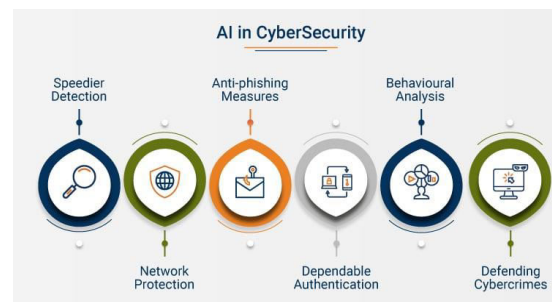 AI in CyberSecurity
Speedier
Detection
Anti-phishing
Measures
Behavioural
Analysis
Network
Protection
Dependable
Authentication
Defending
Cybercrimes